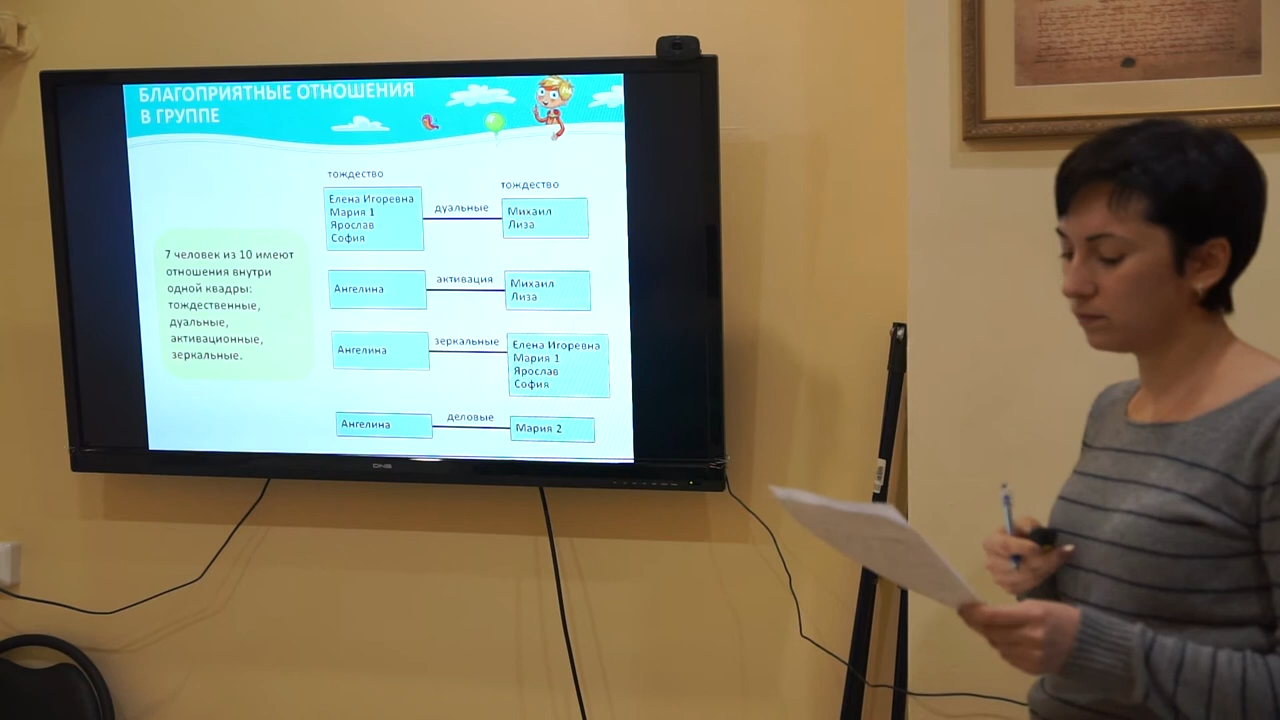 БЛАГОПРИЯТНЫЕ ОТНОШЕНИЯ
В ГРУППЕ
7 человек из 10 имеют
отношения внутри
одной квадры:
тождественные,
дуальные,
активационные,
зеркальные.
тождество
тождество
Елена Игоревна
Мария 1
Ярослав
София
дуальные
Михаил
Лиза
Ангелина
активация
Михаил
Лиза
Ангелина
зеркальные
Елена Игоревна
Мария 1
Ярослав
София
Ангелина
деловые
Мария 2
DNS